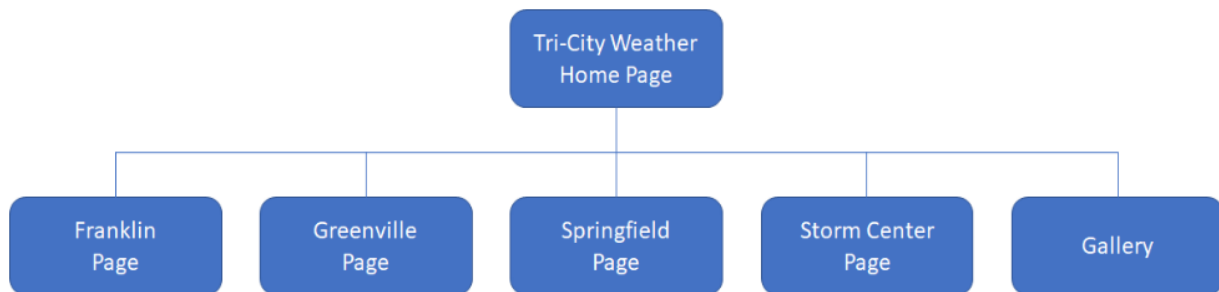 Tri-City Weather
Home Page
Franklin
Page
Greenville
Page
Springfield
Page
Storm Center
Page
Gallery